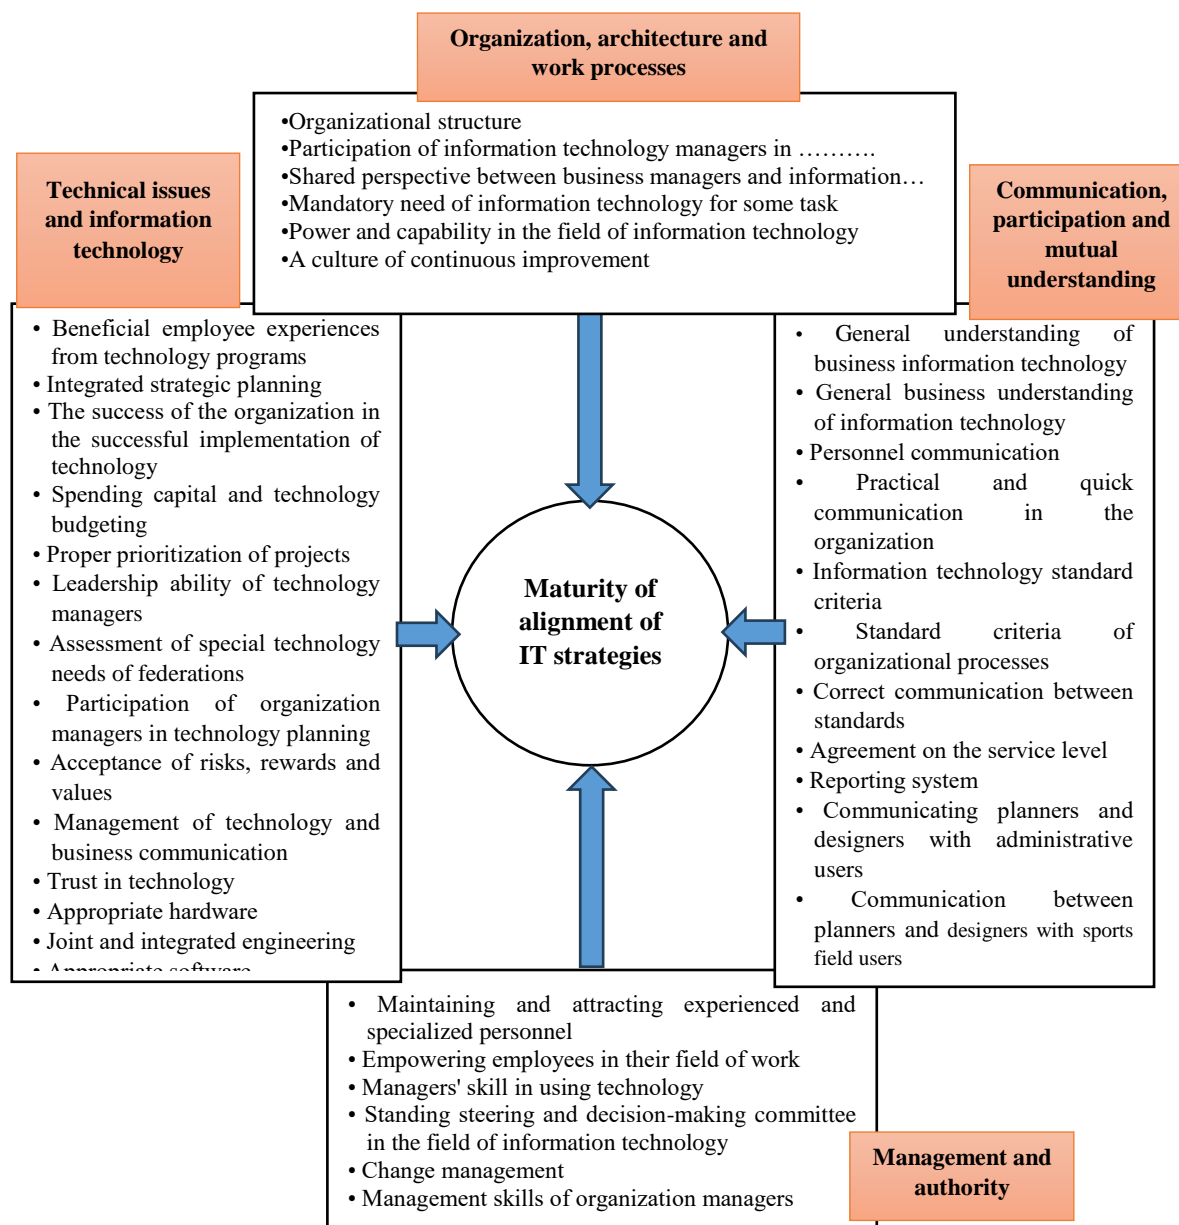 Organization, architecture and
work processes
•Organizational structure
•Participation of information technology managers in ……….
•Shared perspective between business managers and information…
•Mandatory need of information technology for some task
•Power and capability in the field of information technology
•A culture of continuous improvement
Technical issues
and information
technology
• Beneficial employee experiences
from technology programs
• Integrated strategic planning
• The success of the organization in
the successful implementation of
technology
• Spending capital and technology
budgeting
• Proper prioritization of projects
• Leadership ability of technology
managers
• Assessment of special technology
needs of federations
• Participation of organization
managers in technology planning
• Acceptance of risks, rewards and
values
• Management of technology and
business communication
• Trust in technology
• Appropriate hardware
• Joint and integrated engineering
• Appropriate software
Maturity of
alignment of
IT strategies
Communication,
participation and
mutual
understanding
• General understanding of
business information technology
• General business understanding
of information technology
• Personnel communication
• Practical and quick
communication in the
organization
• Information technology standard
criteria
• Standard criteria of
organizational processes
• Correct communication between
standards
• Agreement on the service level
• Reporting system
• Communicating planners and
designers with administrative
users
• Communication between
planners and designers with sports
field users
• Maintaining and attracting experienced and
specialized personnel
• Empowering employees in their field of work
• Managers' skill in using technology
• Standing steering and decision-making committee
in the field of information technology
• Change management
• Management skills of organization managers
Management and
authority